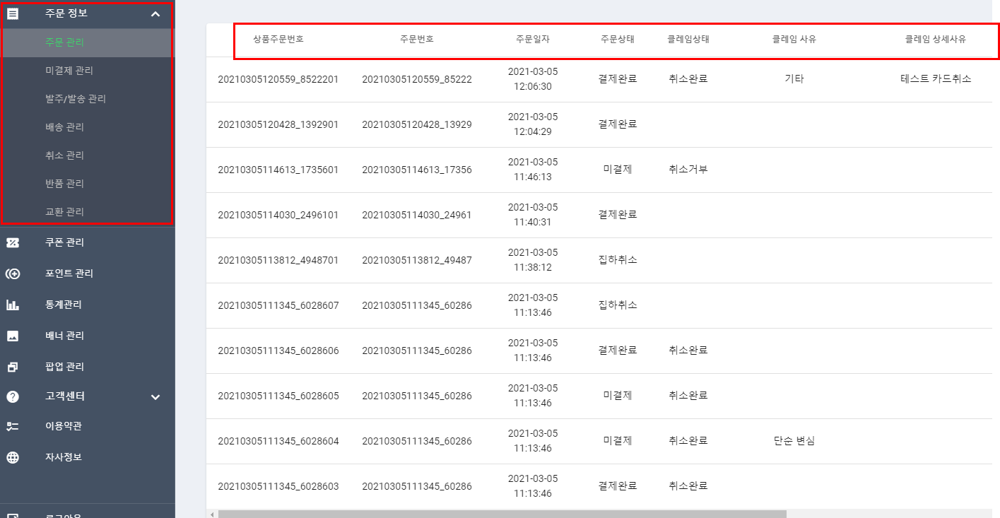 주문 정보
주문 관리
미결제 관리
발주/발송 관리
배송 관리
취소 관리
반품 관리
교환 관리
쿠폰 관리
포인트 관리
통계관리
배너 관리
팝업 관리
고객센터
이용약관
자사정보
상품주문번호 주문번호 주문일자 주문상태 클레임상태 클레임 사유 클레임 상세사유
20210305120559_8522201 20210305120559_85222 2021-03-05 12:06:30 결제완료 취소완료 기타 테스트 카드취소
20210305120428_1392901 20210305120428_13929 2021-03-05 12:04:29 결제완료
20210305114613_1735601 20210305114613_17356 2021-03-05 11:46:13 미결제 취소거부
20210305114030_2496101 20210305114030_24961 2021-03-05 11:40:31 결제완료
20210305113812_4948701 20210305113812_49487 2021-03-05 11:38:12 집하취소
20210305111345_6028607 20210305111345_60286 2021-03-05 11:13:46 집하취소
20210305111345_6028606 20210305111345_60286 2021-03-05 11:13:46 결제완료 취소완료
20210305111345_6028605 20210305111345_60286 2021-03-05 11:13:46 미결제 취소완료
20210305111345_6028604 20210305111345_60286 2021-03-05 11:13:46 미결제 취소완료 단순 변심
20210305111345_6028603 20210305111345_60286 2021-03-05 11:13:46 결제완료 취소완료